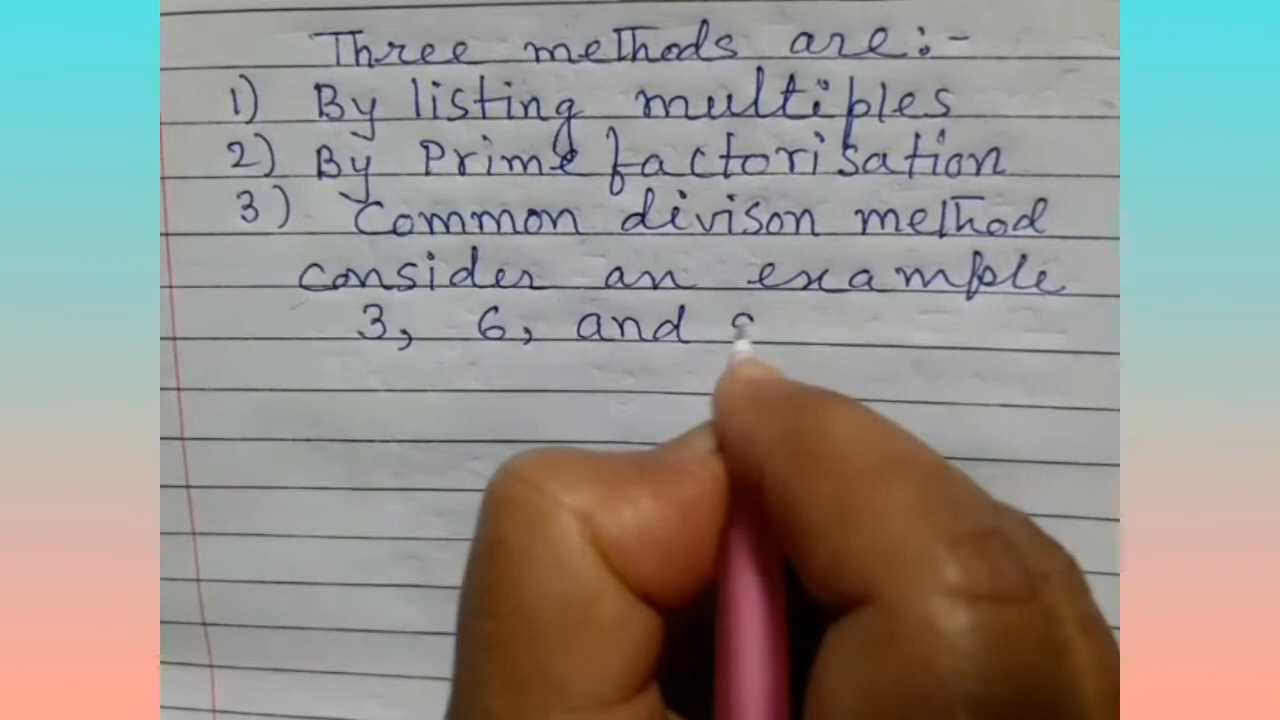 Three methods are:-
1) By listing multiples
2) By Prime factorisation
3) Common divison method
consider an example
3, 6, and